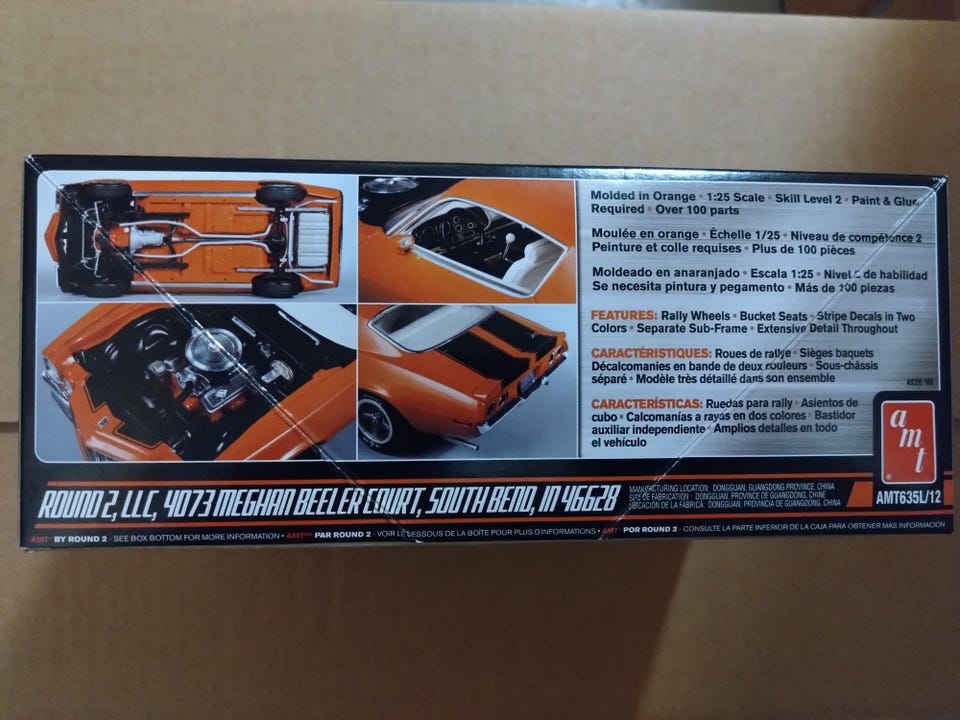 Molded in Orange • 1:25 Scale • Skill Level 2 • Paint & Glue
Required • Over 100 parts
Moulée en orange • Échelle 1/25 • Niveau de compétence 2
Peinture et colle requises • Plus de 100 pièces
Moldeado en anaranjado • Escala 1:25 • Nivel 2 de habilidad
Se necesita pintura y pegamento • Más de 100 piezas
FEATURES: Rally Wheels • Bucket Seats • Stripe Decals in Two
Colors • Separate Sub-Frame • Extensive Detail Throughout
CARACTÉRISTIQUES: Roues de rallye • Sièges baquets
Décalcomanies en bande de deux couleurs • Sous-châssis
séparé • Modèle très détaillé dans son ensemble
CARACTERÍSTICAS: Ruedas para rally • Asientos de
cubo • Calcomanías a rayas en dos colores • Bastidor
auxiliar independiente • Amplios detalles en todo
el vehículo
amt
®
AMT635L/12
ROUND 2, LLC, 4073 MEGHAN BEELER COURT, SOUTH BEND, IN 46628
MANUFACTURING LOCATION: DONGGUAN, GUANGDONG PROVINCE, CHINA
SITE DE FABRICATION : DONGGUAN, PROVINCE DE GUANGDONG, CHINE
UBICACIÓN DE LA FÁBRICA: DONGGUAN, PROVINCIA DE GUANGDONG, CHINA
AMT BY ROUND 2 - SEE BOX BOTTOM FOR MORE INFORMATION • AMT PAR ROUND 2 - VOIR LE DESSOUS DE LA BOÎTE POUR PLUS D'INFORMATIONS • AMT POR ROUND 2 - CONSULTE LA PARTE INFERIOR DE LA CAJA PARA OBTENER MÁS INFORMACIÓN